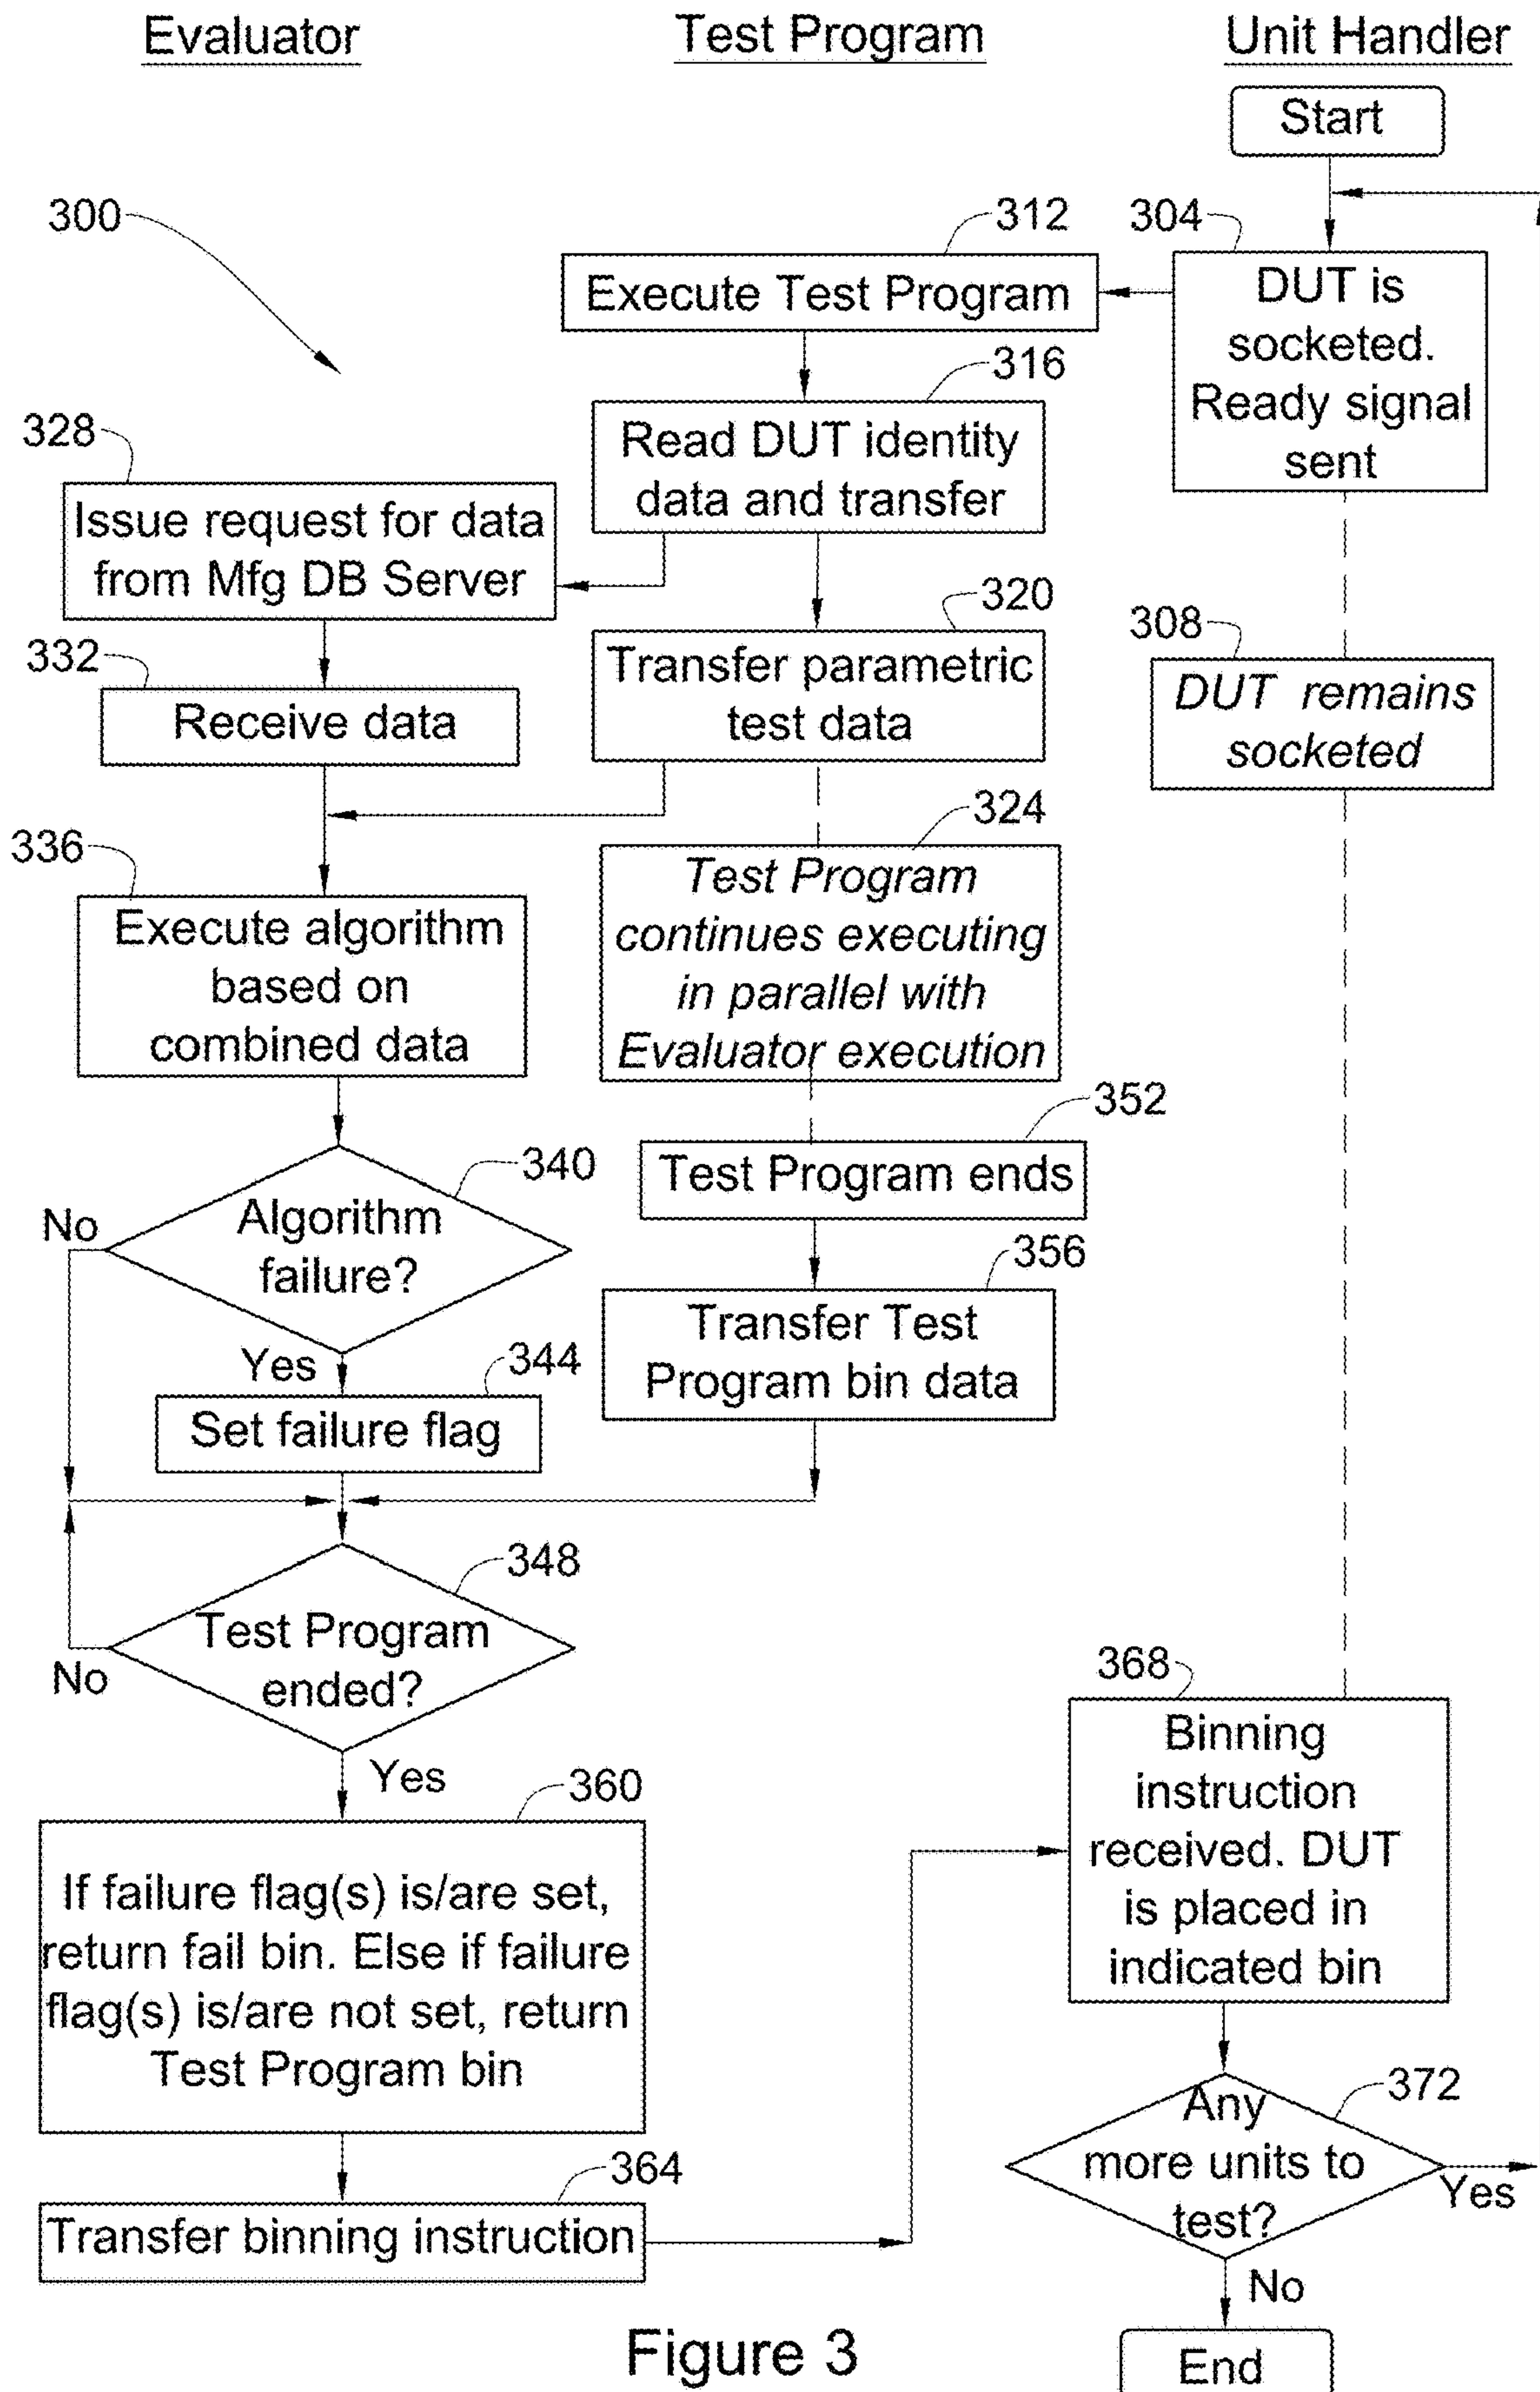 Evaluator
Test Program
Unit Handler
Start
300
312
304
Execute Test Program
DUT is
socketed.
Ready signal
sent
316
Read DUT identity
data and transfer
328
Issue request for data
from Mfg DB Server
320
Transfer parametric
test data
308
DUT remains
socketed
332
Receive data
324
Test Program
continues executing
in parallel with
Evaluator execution
336
Execute algorithm
based on
combined data
352
Test Program ends
340
Algorithm
failure?
No
Yes
356
Transfer Test
Program bin data
344
Set failure flag
348
Test Program
ended?
No
Yes
360
If failure flag(s) is/are set,
return fail bin. Else if failure
flag(s) is/are not set, return
Test Program bin
364
Transfer binning instruction
368
Binning
instruction
received. DUT
is placed in
indicated bin
372
Any
more units to
test?
Yes
No
End
Figure 3